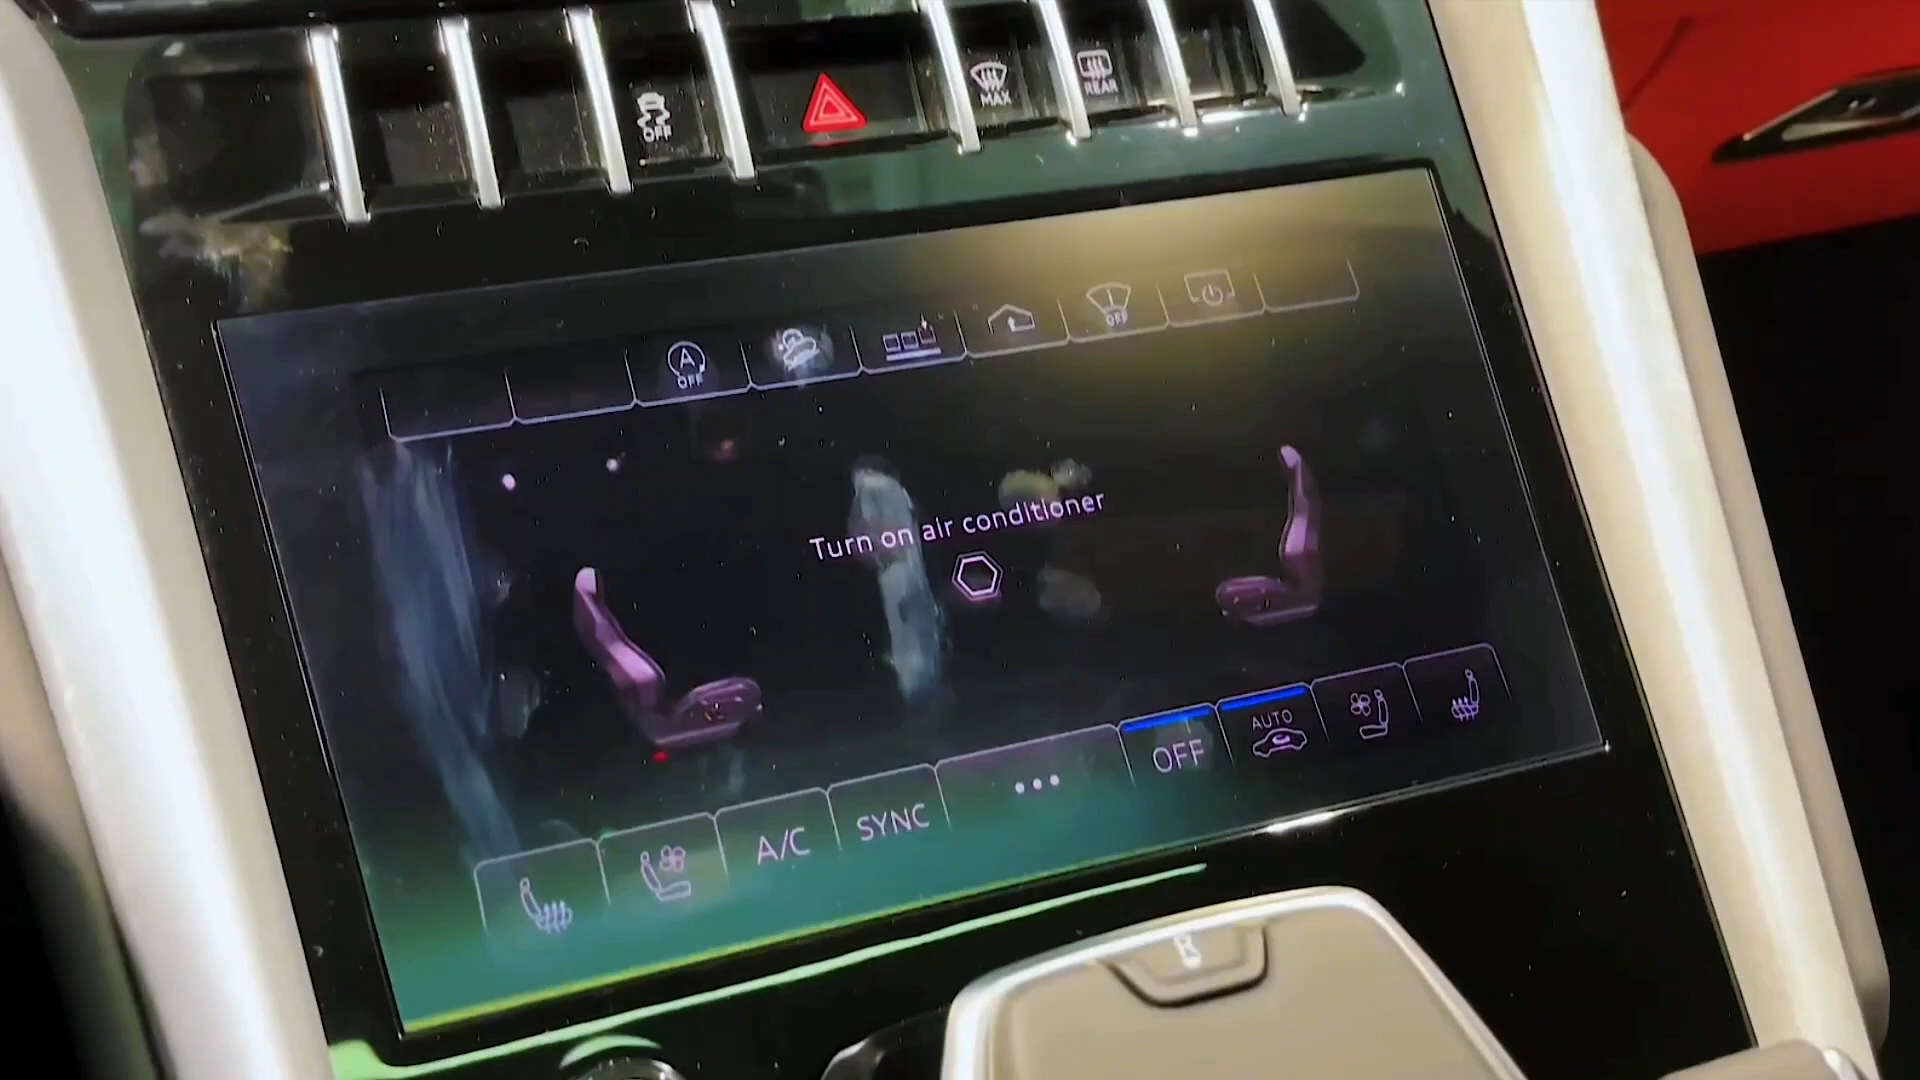 OFF
MAX
REAR
A
OFF
OFF
Turn on air conditioner
A/C
SYNC
OFF
AUTO